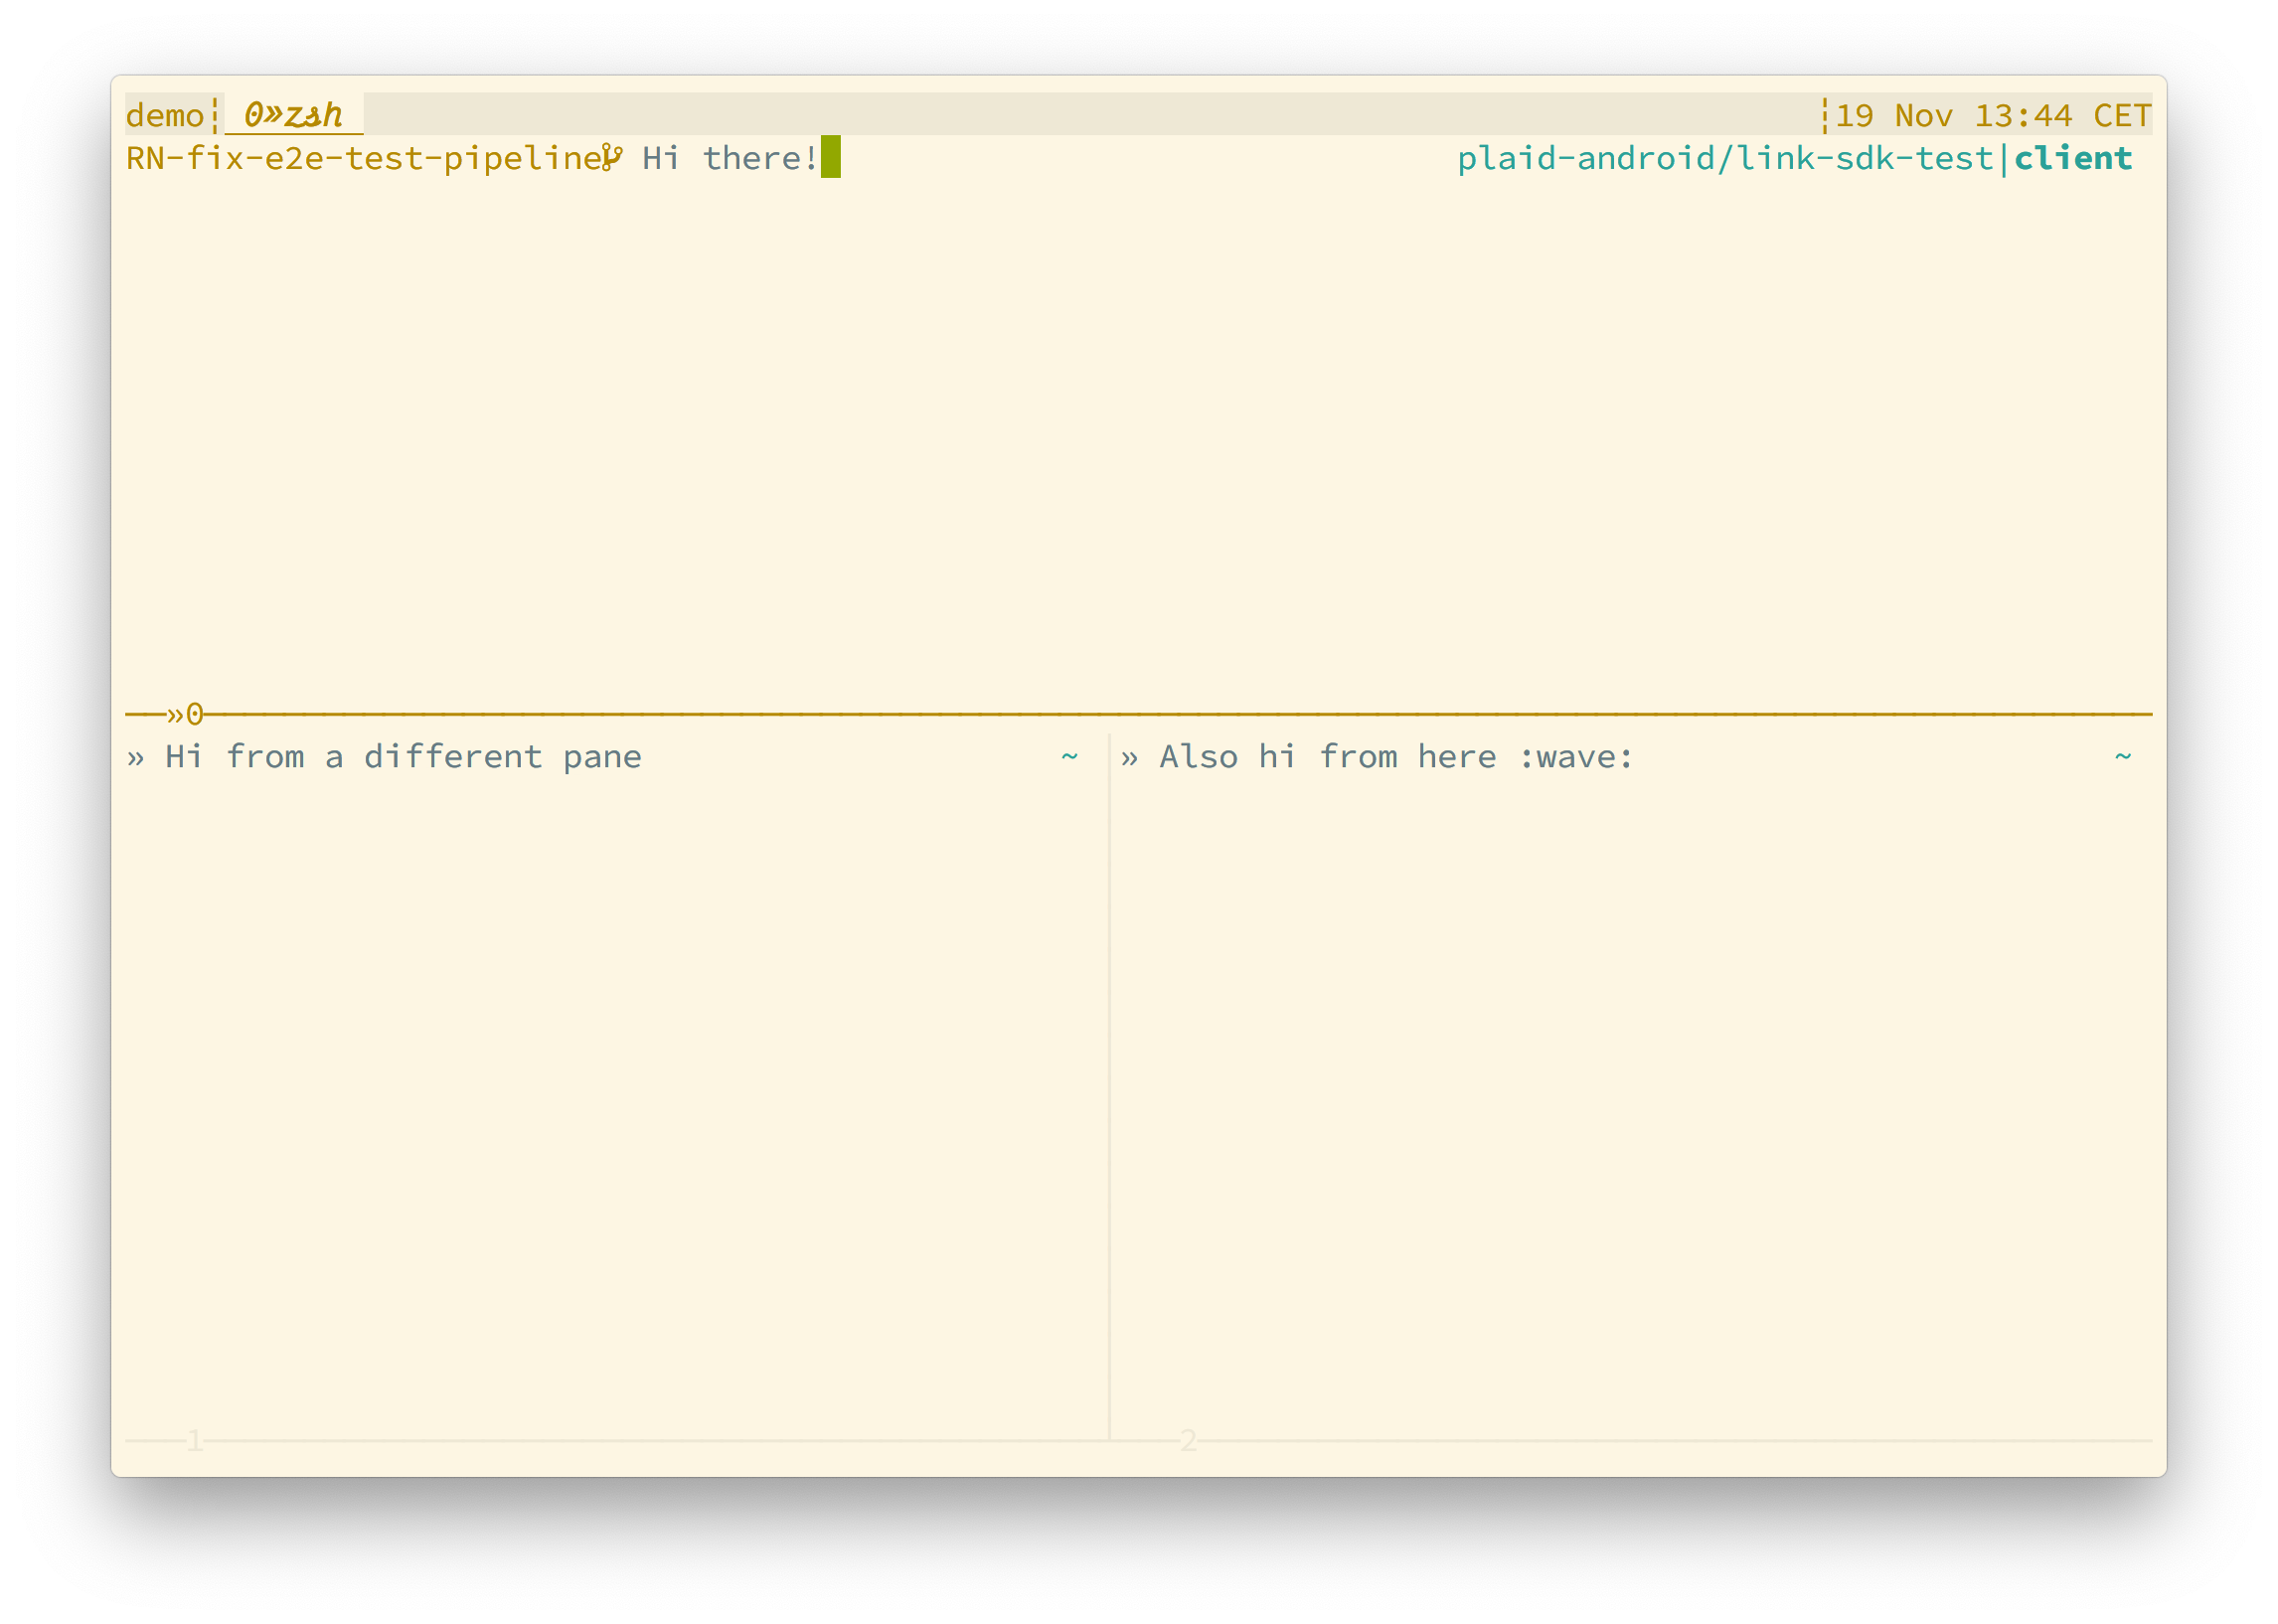 demo¦ 0»zsh ¦19 Nov 13:44 CET
RN-fix-e2e-test-pipeline Hi there! plaid-android/link-sdk-test|client
»0
» Hi from a different pane ~
» Also hi from here :wave: ~
1
2